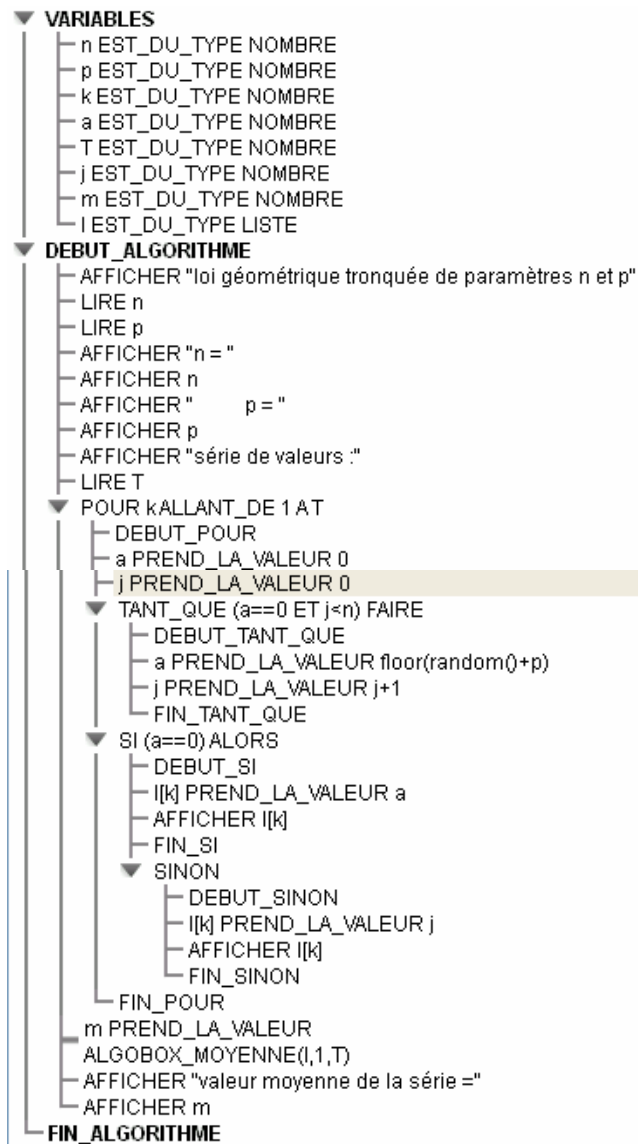 VARIABLES
n EST_DU_TYPE NOMBRE
p EST_DU_TYPE NOMBRE
k EST_DU_TYPE NOMBRE
a EST_DU_TYPE NOMBRE
T EST_DU_TYPE NOMBRE
j EST_DU_TYPE NOMBRE
m EST_DU_TYPE NOMBRE
l EST_DU_TYPE LISTE
DEBUT_ALGORITHME
AFFICHER "loi géométrique tronquée de paramètres n et p"
LIRE n
LIRE p
AFFICHER "n = "
AFFICHER n
AFFICHER "          p = "
AFFICHER p
AFFICHER "série de valeurs :"
LIRE T
POUR k ALLANT_DE 1 A T
DEBUT_POUR
a PREND_LA_VALEUR 0
j PREND_LA_VALEUR 0
TANT_QUE (a==0 ET j<n) FAIRE
DEBUT_TANT_QUE
a PREND_LA_VALEUR floor(random()+p)
j PREND_LA_VALEUR j+1
FIN_TANT_QUE
SI (a==0) ALORS
DEBUT_SI
l[k] PREND_LA_VALEUR a
AFFICHER l[k]
FIN_SI
SINON
DEBUT_SINON
l[k] PREND_LA_VALEUR j
AFFICHER l[k]
FIN_SINON
FIN_POUR
m PREND_LA_VALEUR
ALGOBOX_MOYENNE(l,1,T)
AFFICHER "valeur moyenne de la série ="
AFFICHER m
FIN_ALGORITHME